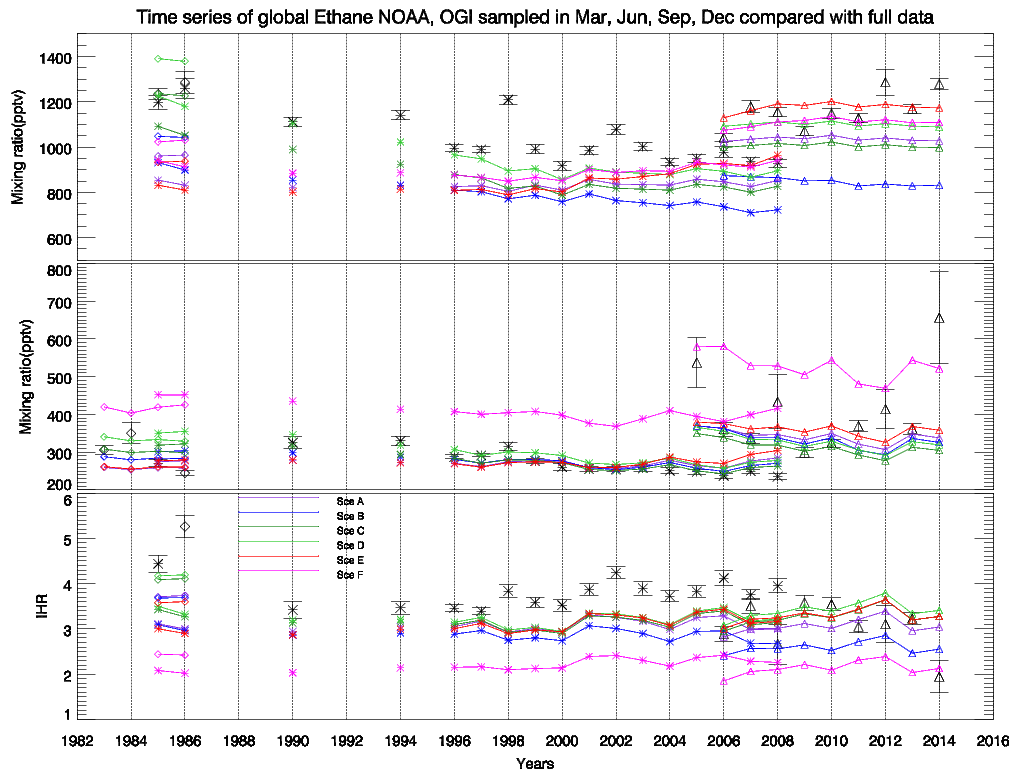 Time series of global Ethane NOAA, OGI sampled in Mar, Jun, Sep, Dec compared with full data
Mixing ratio(pptv)
1400
1200
1000
800
600
Mixing ratio(pptv)
800
700
600
500
400
300
200
IHR
6
5
4
3
2
1
Sce A
Sce B
Sce C
Sce D
Sce E
Sce F
1982 1984 1986 1988 1990 1992 1994 1996 1998 2000 2002 2004 2006 2008 2010 2012 2014 2016
Years